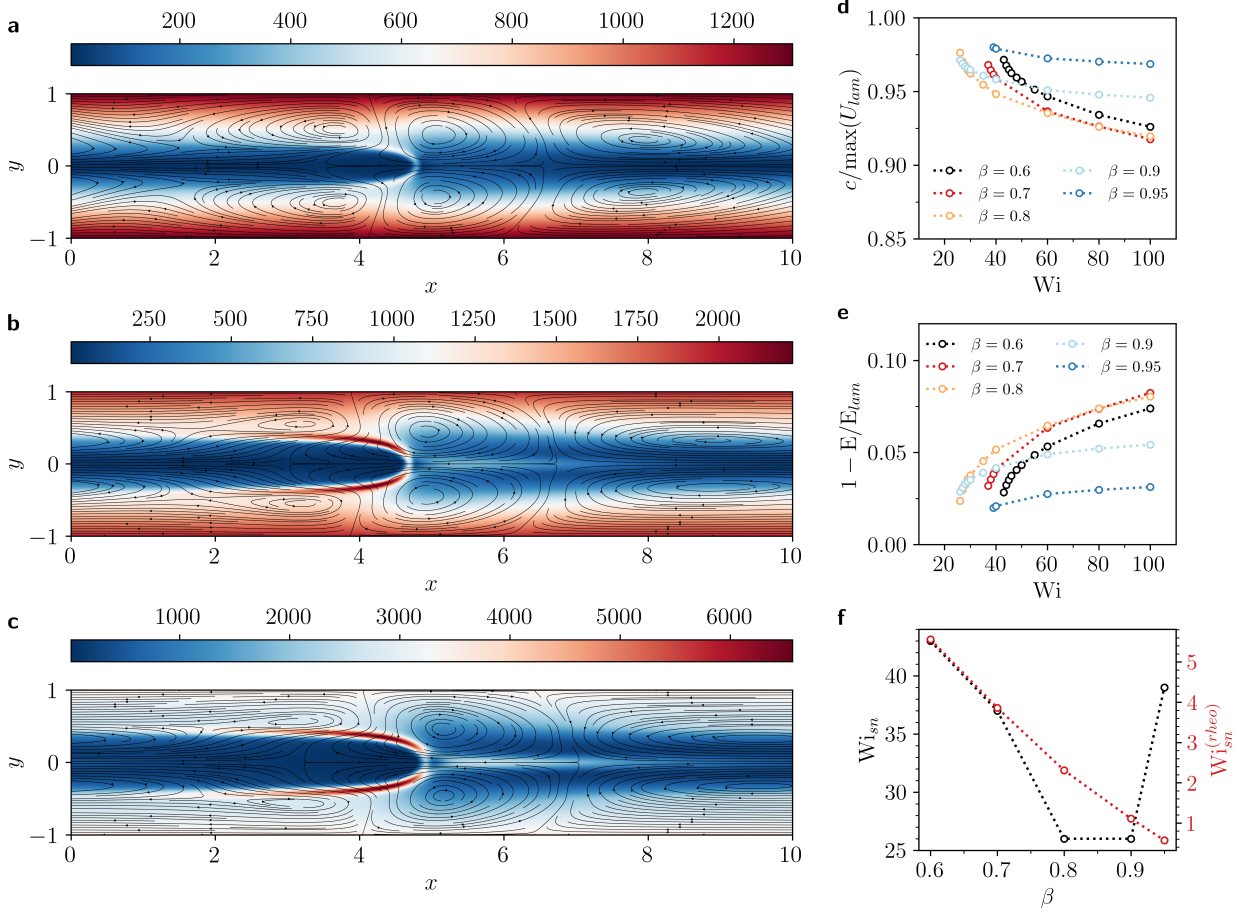 a
200 400 600 800 1000 1200
1
0
−1
y
0 2 4 6 8 10
x
b
250 500 750 1000 1250 1500 1750 2000
1
0
−1
y
0 2 4 6 8 10
x
c
1000 2000 3000 4000 5000 6000
1
0
−1
y
0 2 4 6 8 10
x
d
1.00
0.95
0.90
0.85
c/max(U_lam)
β = 0.6 β = 0.9
β = 0.7 β = 0.95
β = 0.8
20 40 60 80 100
Wi
e
0.10
0.05
0.00
1 − E/E_lam
β = 0.6 β = 0.9
β = 0.7 β = 0.95
β = 0.8
20 40 60 80 100
Wi
f
40
35
30
25
Wi_sn
5
4
3
2
1
Wi_sn^(rheo)
0.6 0.7 0.8 0.9
β